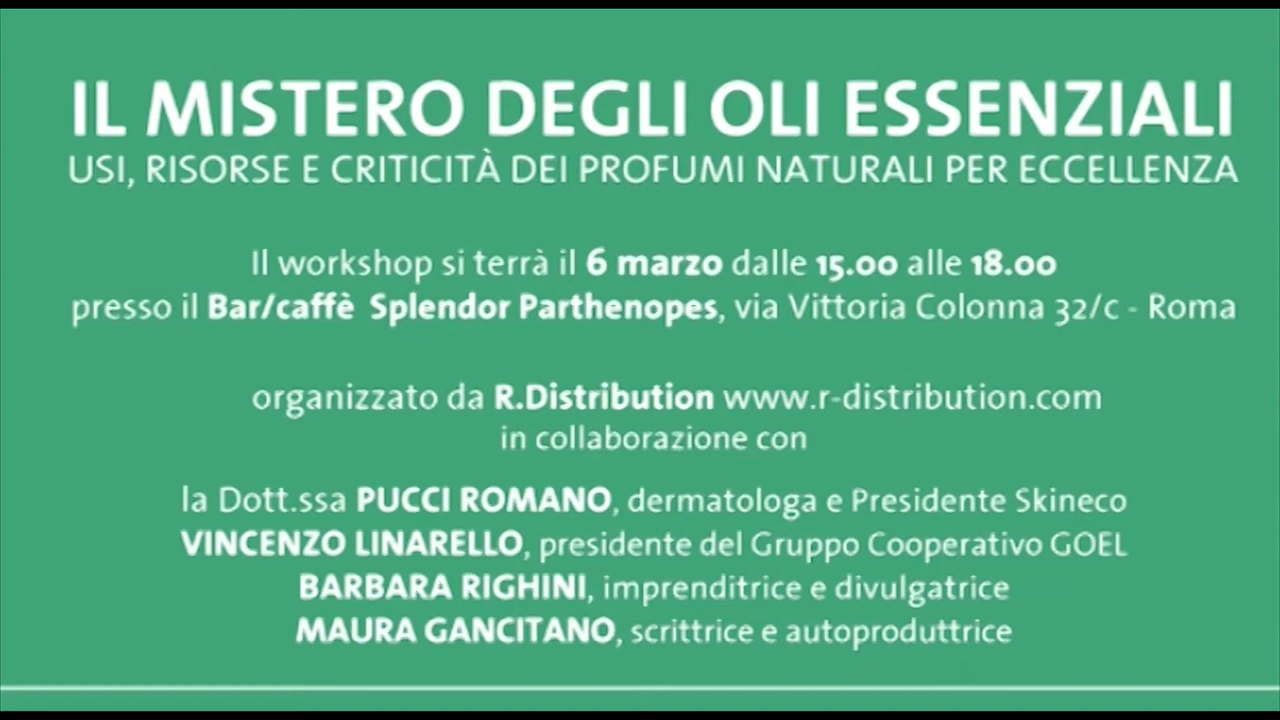 IL MISTERO DEGLI OLI ESSENZIALI
USI, RISORSE E CRITICITÀ DEI PROFUMI NATURALI PER ECCELLENZA
Il workshop si terrà il 6 marzo dalle 15.00 alle 18.00
presso il Bar/caffè Splendor Parthenopes, via Vittoria Colonna 32/c - Roma
organizzato da R.Distribution www.r-distribution.com
in collaborazione con
la Dott.ssa PUCCI ROMANO, dermatologa e Presidente Skineco
VINCENZO LINARELLO, presidente del Gruppo Cooperativo GOEL
BARBARA RIGHINI, imprenditrice e divulgatrice
MAURA GANCITANO, scrittrice e autoproduttrice